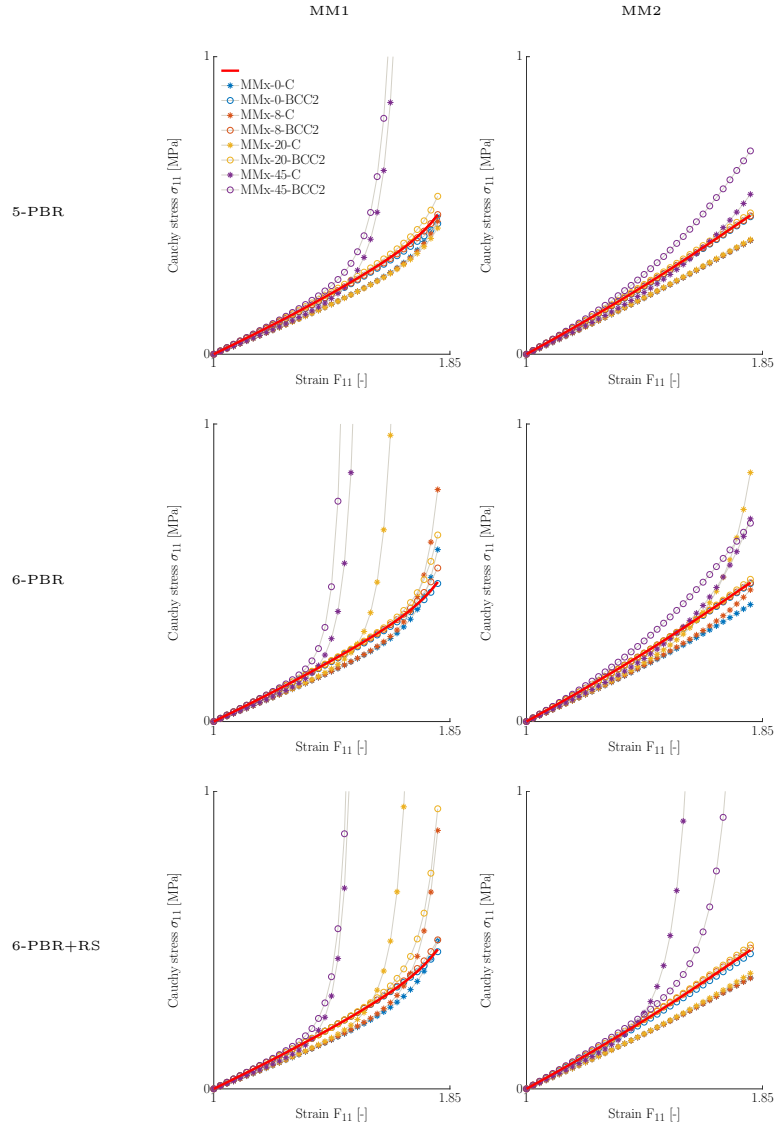 MM1
MM2
1
Cauchy stress σ11 [MPa]
0
1
Strain F11 [-]
1.85
MMx-0-C
MMx-0-BCC2
MMx-8-C
MMx-8-BCC2
MMx-20-C
MMx-20-BCC2
MMx-45-C
MMx-45-BCC2
1
Cauchy stress σ11 [MPa]
0
1
Strain F11 [-]
1.85
5-PBR
1
Cauchy stress σ11 [MPa]
0
1
Strain F11 [-]
1.85
1
Cauchy stress σ11 [MPa]
0
1
Strain F11 [-]
1.85
6-PBR
1
Cauchy stress σ11 [MPa]
0
1
Strain F11 [-]
1.85
1
Cauchy stress σ11 [MPa]
0
1
Strain F11 [-]
1.85
6-PBR+RS